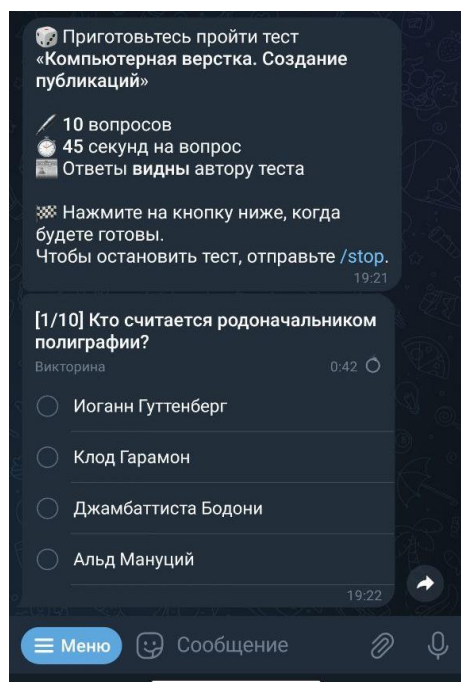 🎲 Приготовьтесь пройти тест
«Компьютерная верстка. Создание
публикаций»
🖊 10 вопросов
⏱ 45 секунд на вопрос
📰 Ответы видны автору теста
🏁 Нажмите на кнопку ниже, когда
будете готовы.
Чтобы остановить тест, отправьте /stop.
19:21
[1/10] Кто считается родоначальником
полиграфии?
Викторина 0:42
Иоганн Гуттенберг
Клод Гарамон
Джамбаттиста Бодони
Альд Мануций
19:22
Меню Сообщение